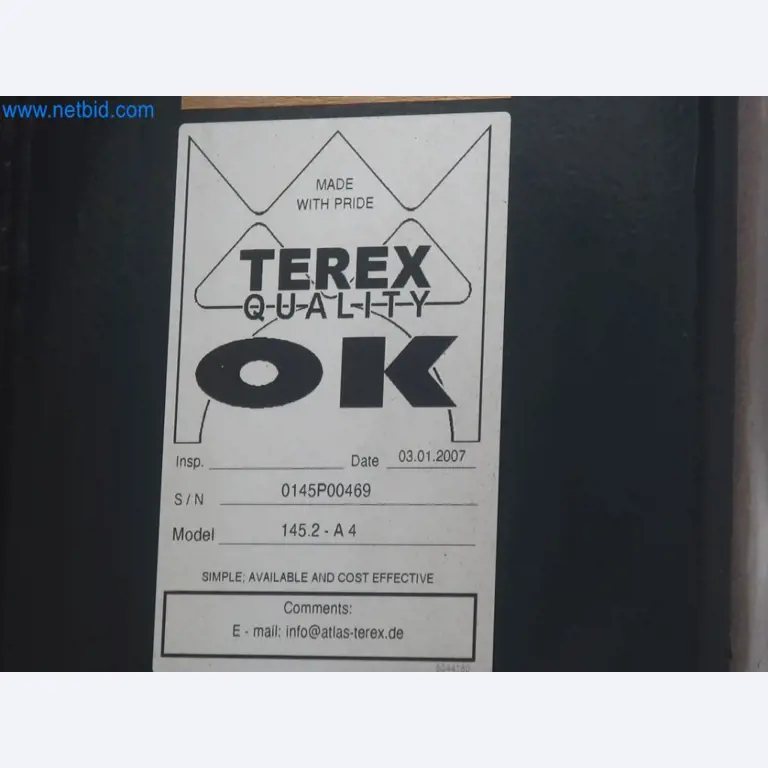 www.netbid.com
MADE
WITH PRIDE
TEREX
QUALITY
OK
Insp. Date 03.01.2007
S / N 0145P00469
Model 145.2 - A 4
SIMPLE, AVAILABLE AND COST EFFECTIVE
Comments:
E - mail: info@atlas-terex.de